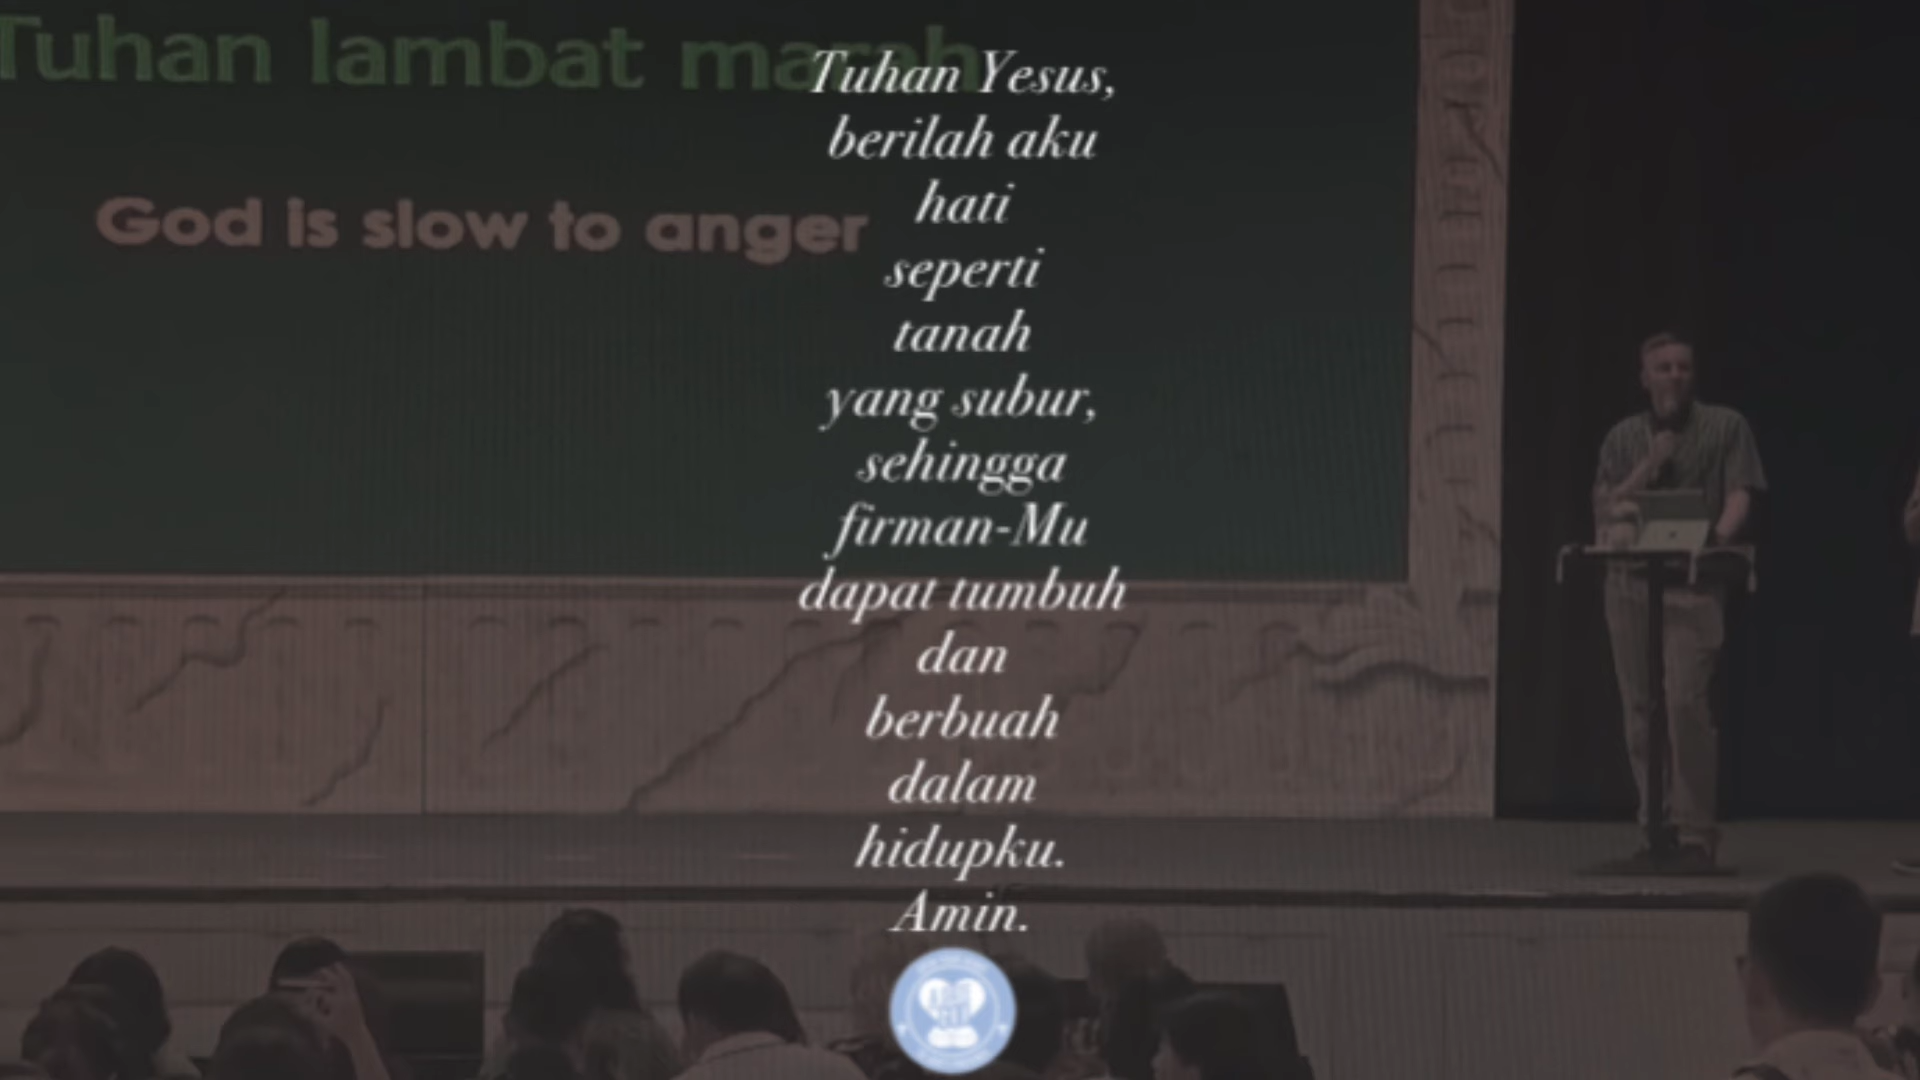 Tuhan lambat marah
God is slow to anger
Tuhan Yesus,
berilah aku
hati
seperti
tanah
yang subur,
sehingga
firman-Mu
dapat tumbuh
dan
berbuah
dalam
hidupku.
Amin.